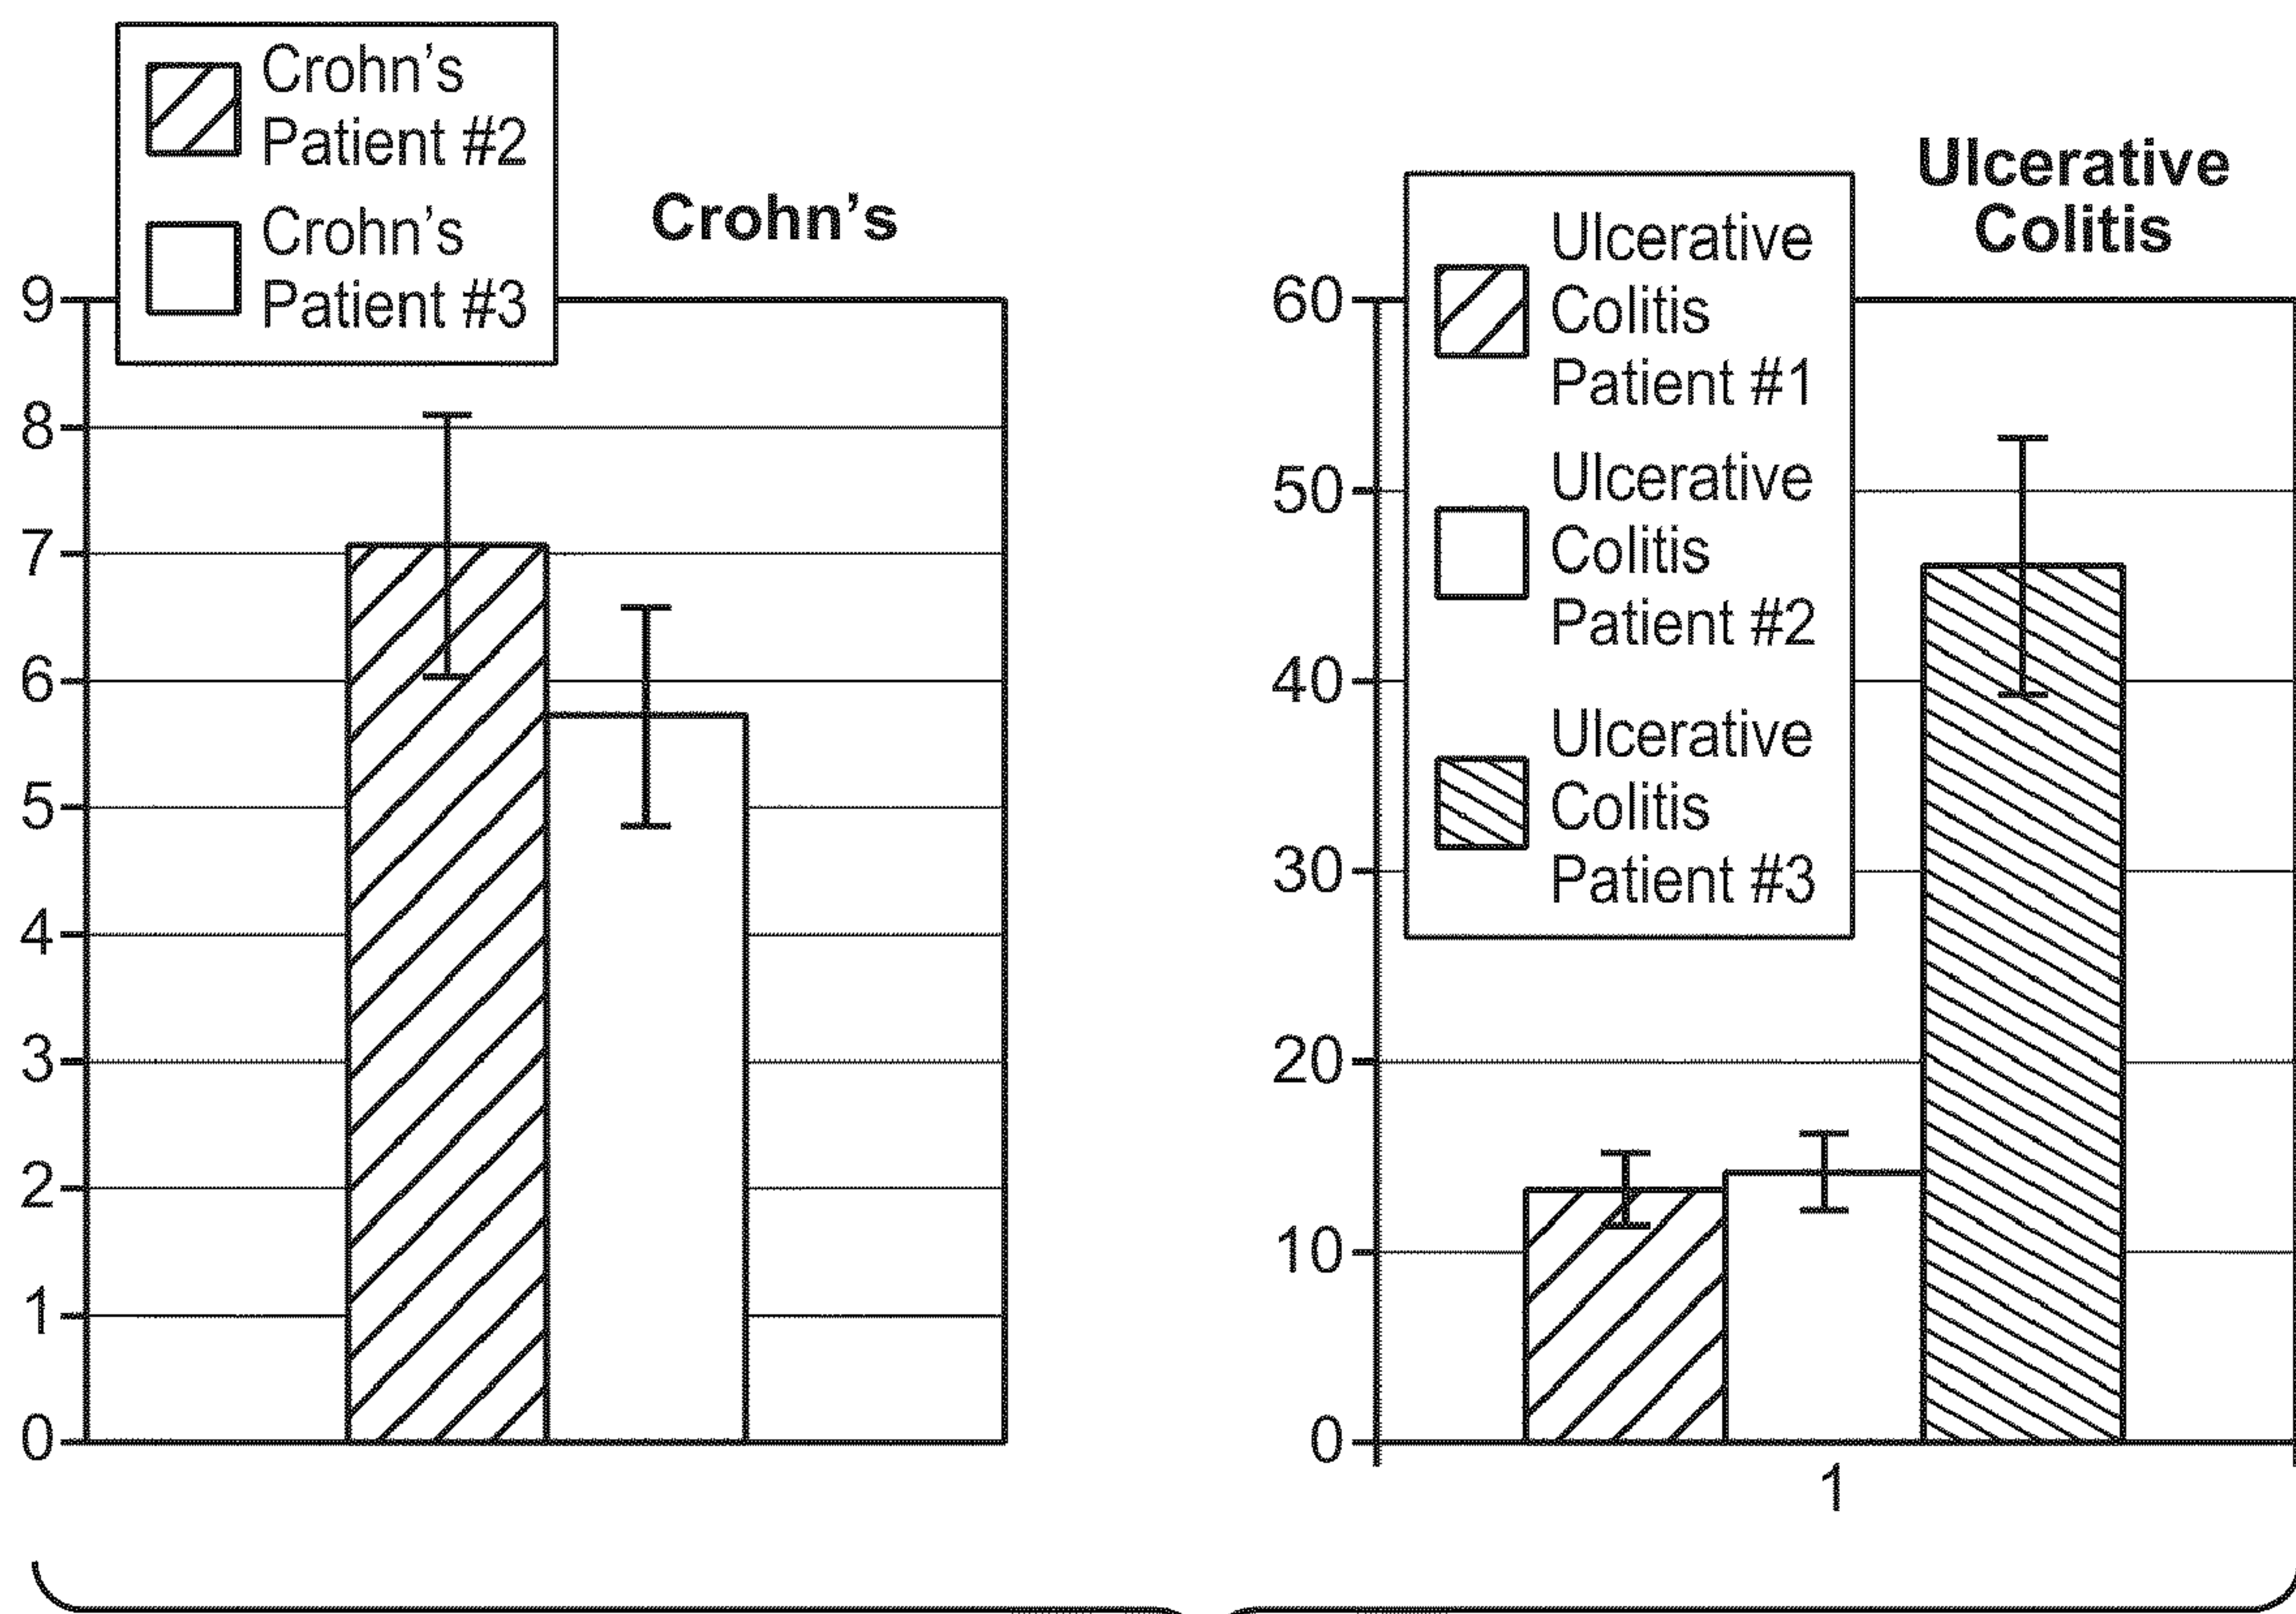 Crohn's
Patient #2
Crohn's
Patient #3
Crohn's
9
8
7
6
5
4
3
2
1
0
Ulcerative
Colitis
Ulcerative
Colitis
Patient #1
Ulcerative
Colitis
Patient #2
Ulcerative
Colitis
Patient #3
60
50
40
30
20
10
0
1